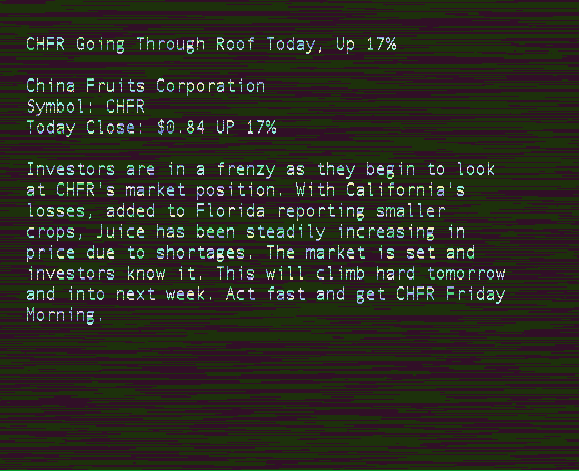 CHFR Going Through Roof Today, Up 17%
China Fruits Corporation
Symbol: CHFR
Today Close: $0.84 UP 17%
Investors are in a frenzy as they begin to look
at CHFR's market position. With California's
losses, added to Florida reporting smaller
crops, Juice has been steadily increasing in
price due to shortages. The market is set and
investors know it. This will climb hard tomorrow
and into next week. Act fast and get CHFR Friday
Morning.